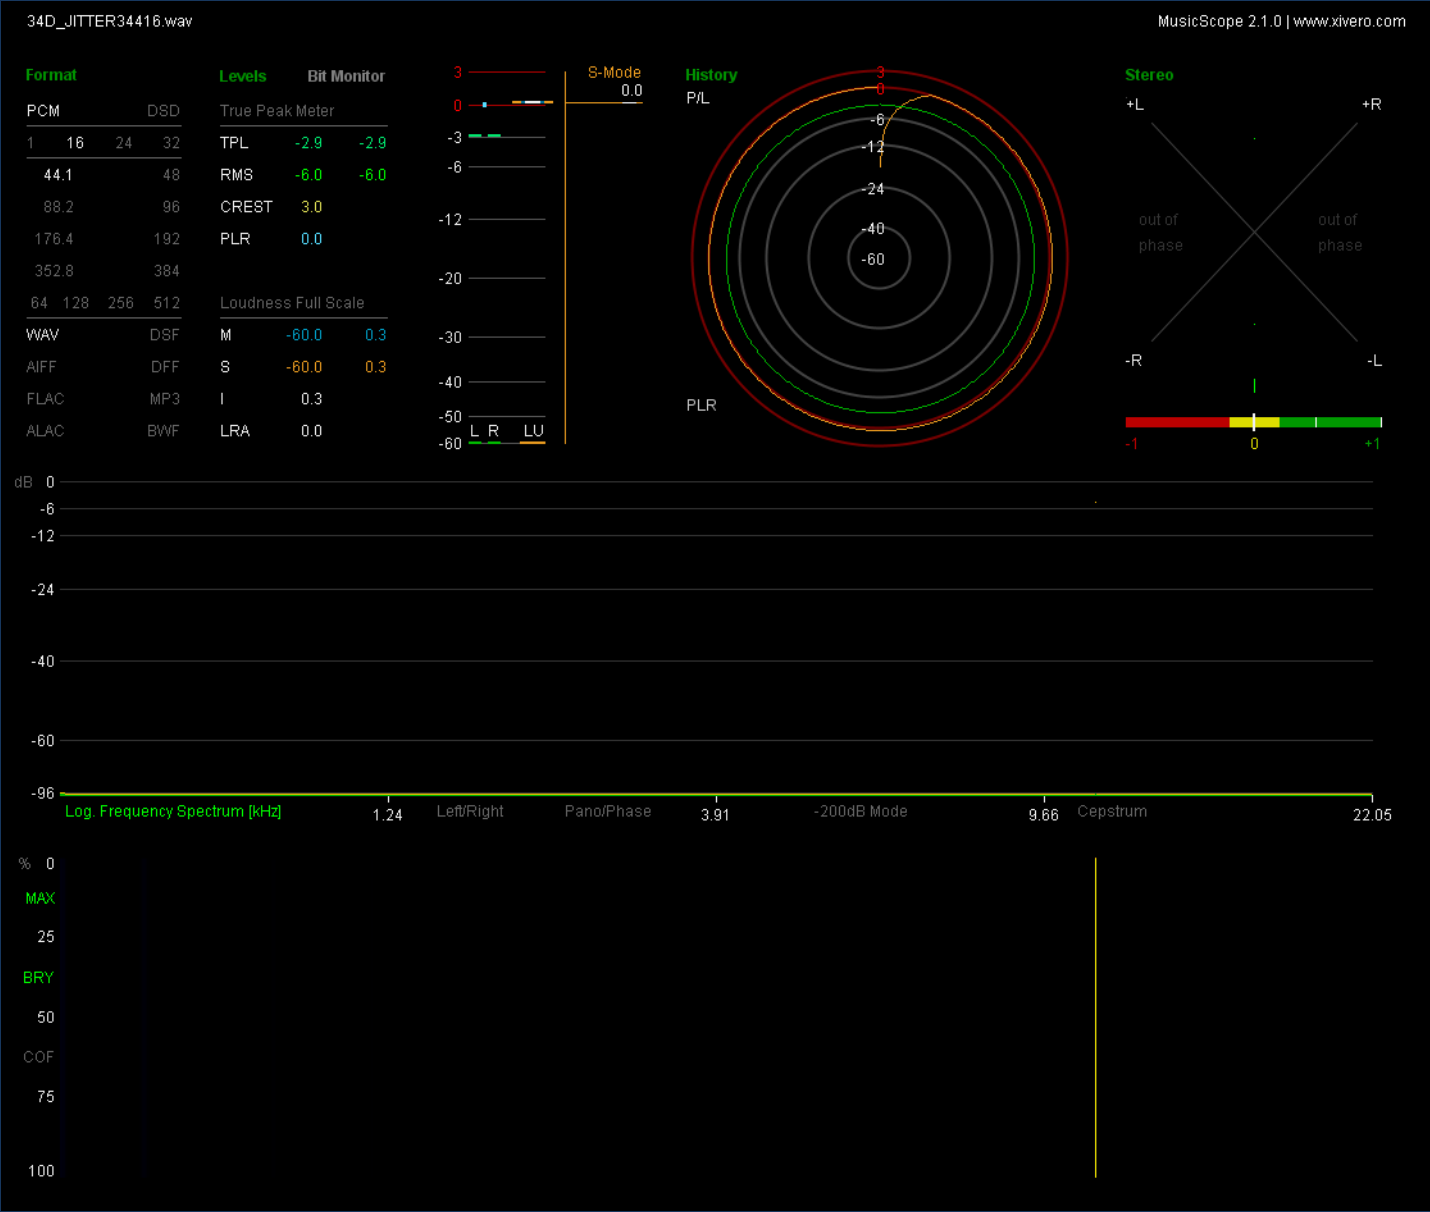 34D_JITTER34416.wav
MusicScope 2.1.0 | www.xivero.com
Format
PCM DSD
1 16 24 32
44.1 48
88.2 96
176.4 192
352.8 384
64 128 256 512
WAV DSF
AIFF DFF
FLAC MP3
ALAC BWF
Levels Bit Monitor
True Peak Meter
TPL -2.9 -2.9
RMS -6.0 -6.0
CREST 3.0
PLR 0.0
Loudness Full Scale
M -60.0 0.3
S -60.0 0.3
I 0.3
LRA 0.0
3
0
-3
-6
-12
-20
-30
-40
-50
-60
L R LU
S-Mode
0.0
History
P/L
PLR
3
0
-6
-12
-24
-40
-60
Stereo
+L +R
out of phase
out of phase
-R -L
-1 0 +1
dB 0
-6
-12
-24
-40
-60
-96
Log. Frequency Spectrum [kHz] 1.24 Left/Right Pano/Phase 3.91 -200dB Mode 9.66 Cepstrum 22.05
% 0
MAX
25
BRY
50
COF
75
100